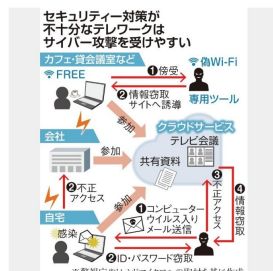 セキュリティー対策が
不十分なテレワークは
サイバー攻撃を受けやすい
カフェ・貸会議室など
FREE
❶傍受
偽Wi-Fi
❷情報窃取
サイトへ誘導
専用ツール
参加
クラウドサービス
会社
テレビ会議
参加
共有資料
❷不正
アクセス
参加
❸不正アクセス
❹情報窃取
自宅
❶コンピューター
ウイルス入り
メール送信
感染
❷ID・パスワード窃取